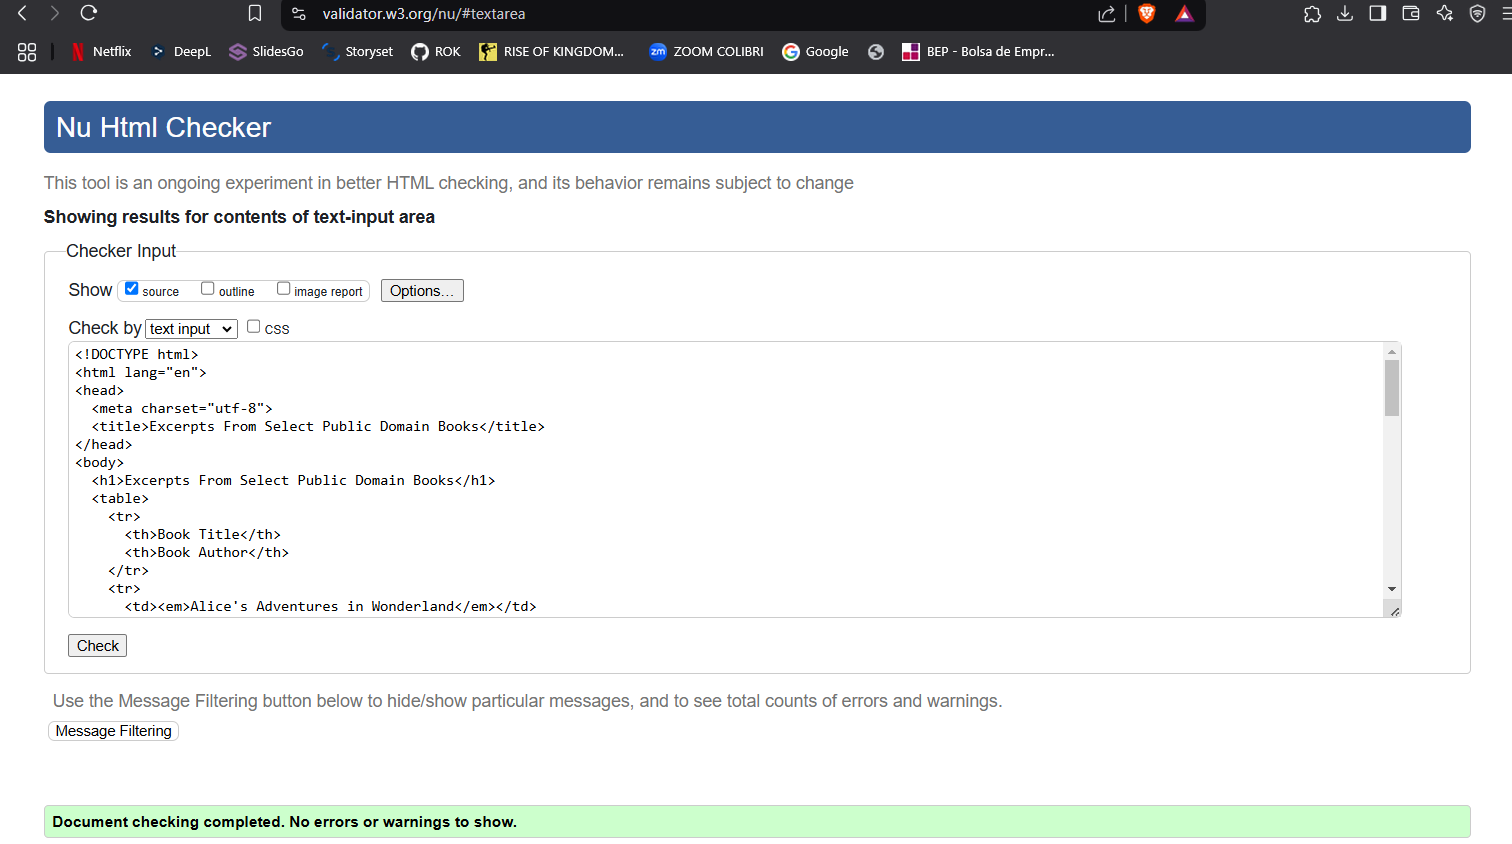 validator.w3.org/nu/#textarea
Netflix DeepL SlidesGo Storyset ROK RISE OF KINGDOM... zm ZOOM COLIBRI Google BEP - Bolsa de Empr...
Nu Html Checker
This tool is an ongoing experiment in better HTML checking, and its behavior remains subject to change
Showing results for contents of text-input area
Checker Input
Show source outline image report Options...
Check by text input CSS
<!DOCTYPE html>
<html lang="en">
<head>
<meta charset="utf-8">
<title>Excerpts From Select Public Domain Books</title>
</head>
<body>
<h1>Excerpts From Select Public Domain Books</h1>
<table>
<tr>
<th>Book Title</th>
<th>Book Author</th>
</tr>
<tr>
<td><em>Alice's Adventures in Wonderland</em></td>
Check
Use the Message Filtering button below to hide/show particular messages, and to see total counts of errors and warnings.
Message Filtering
Document checking completed. No errors or warnings to show.